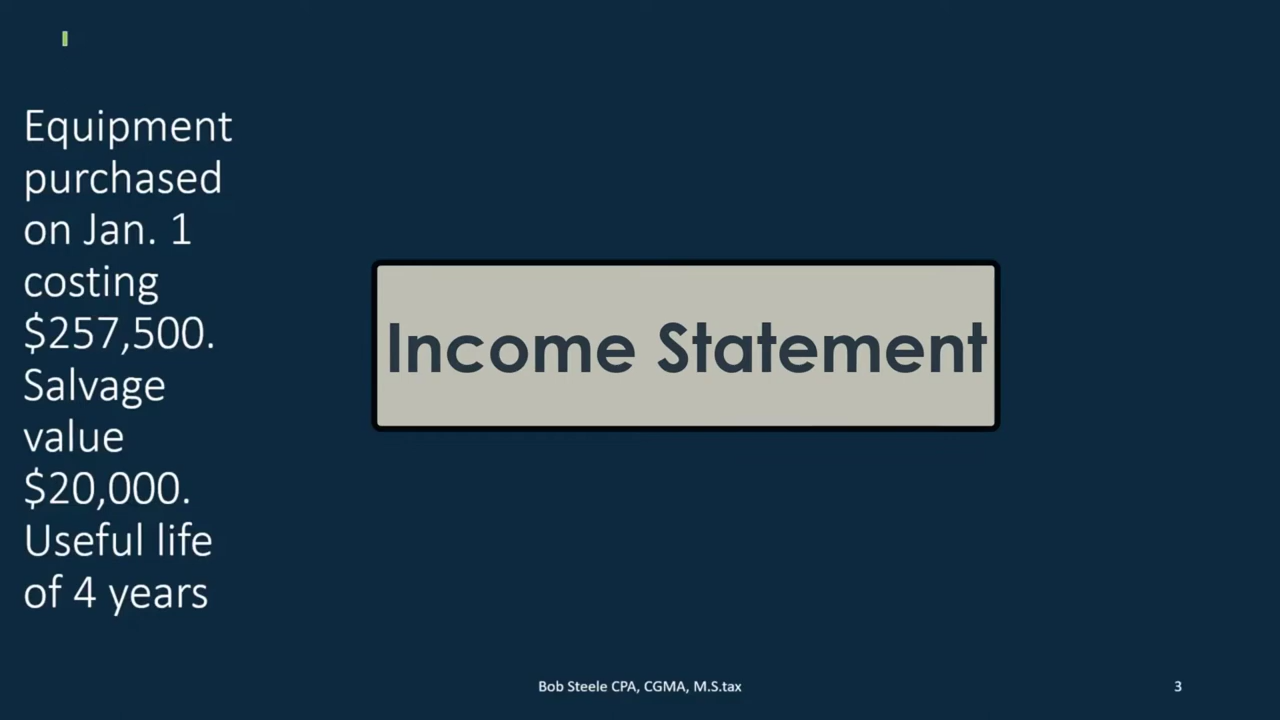 Equipment
purchased
on Jan. 1
costing
$257,500.
Salvage
value
$20,000.
Useful life
of 4 years
Income Statement
Bob Steele CPA, CGMA, M.S.tax
3